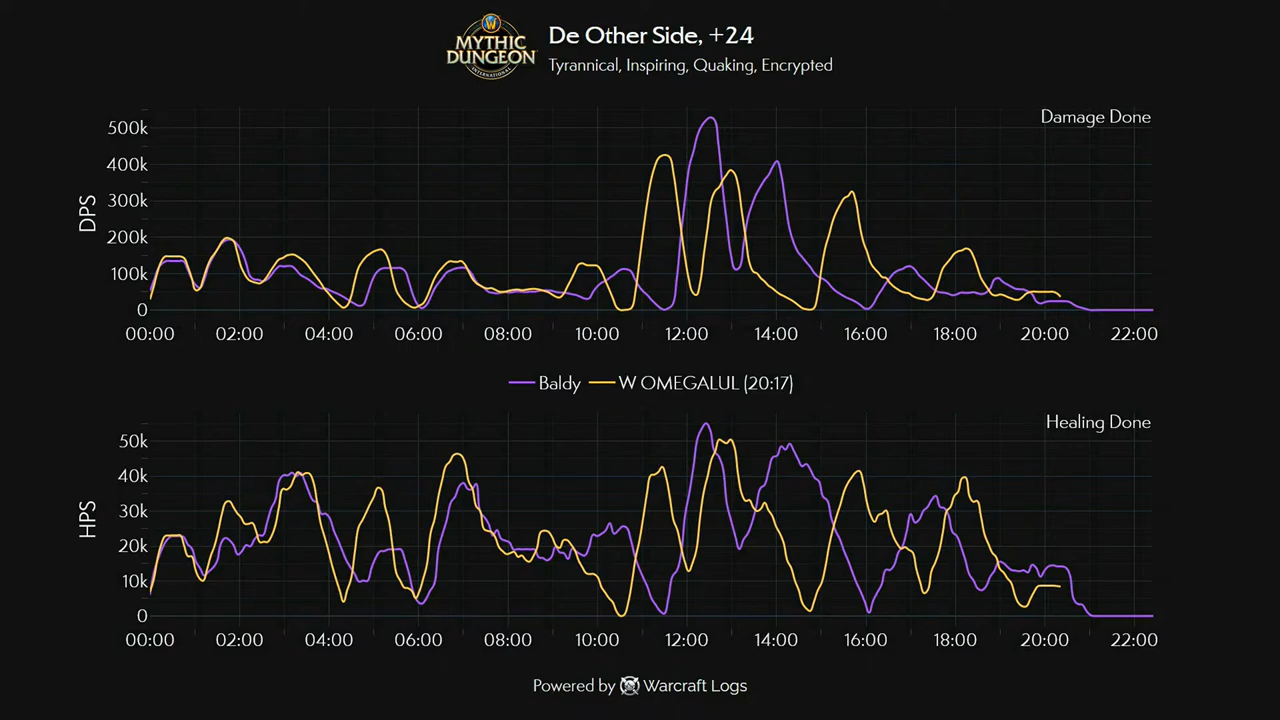 W
MYTHIC
DUNGEON
INTERNATIONAL
De Other Side, +24
Tyrannical, Inspiring, Quaking, Encrypted
Damage Done
DPS
500k
400k
300k
200k
100k
0
00:00 02:00 04:00 06:00 08:00 10:00 12:00 14:00 16:00 18:00 20:00 22:00
Baldy W OMEGALUL (20:17)
Healing Done
HPS
50k
40k
30k
20k
10k
0
00:00 02:00 04:00 06:00 08:00 10:00 12:00 14:00 16:00 18:00 20:00 22:00
Powered by Warcraft Logs